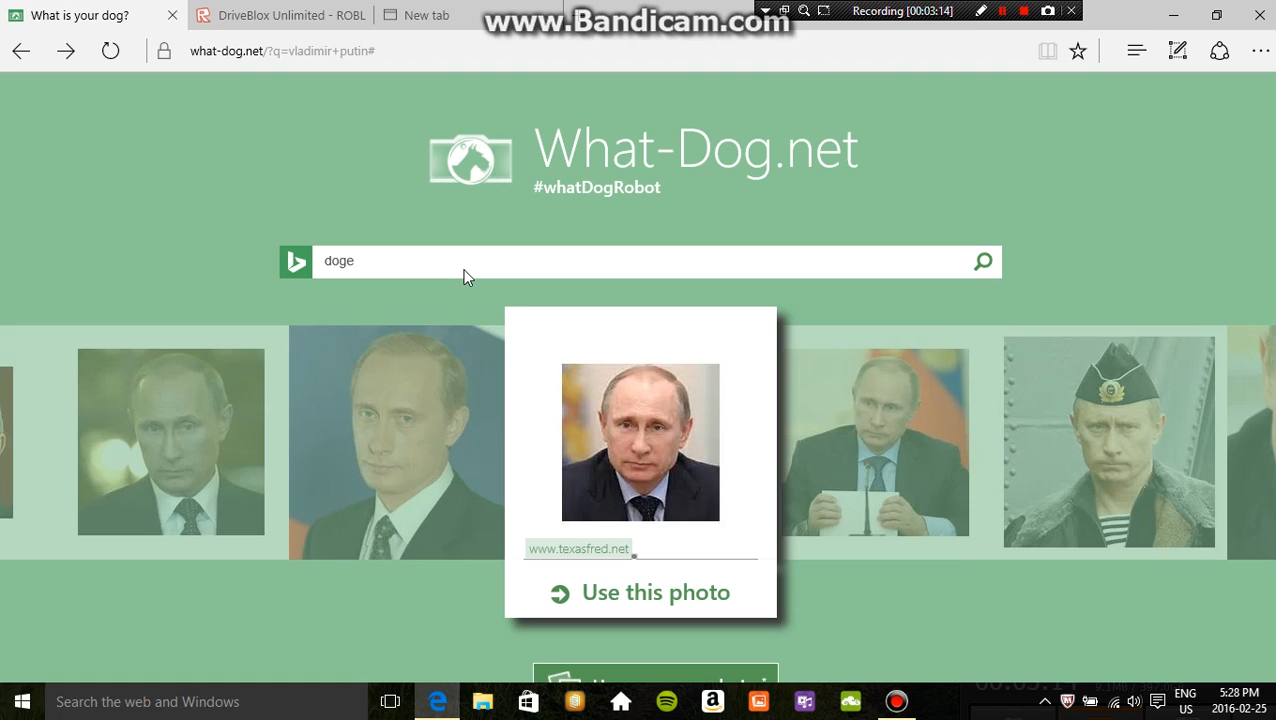 What is your dog?
DriveBlox Unlimited - ROBL
New tab
www.Bandicam.com
Recording [00:03:14]
what-dog.net/?q=vladimir+putin#
What-Dog.net
#whatDogRobot
doge
www.texasfred.net
Use this photo
Search the web and Windows
ENG
US
5:28 PM
2016-02-25